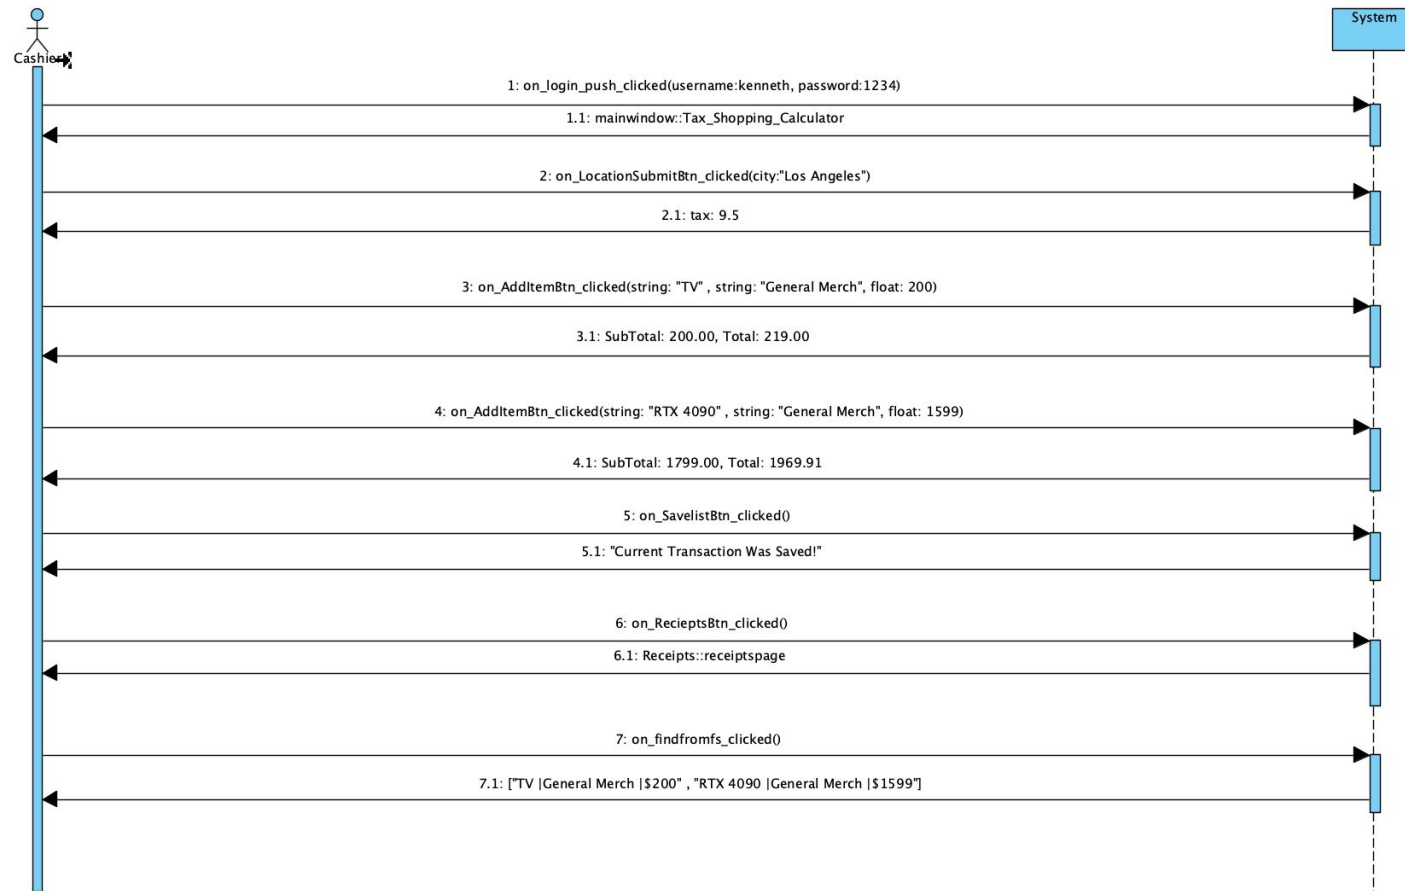 System
Cashier
1: on_login_push_clicked(username:kenneth, password:1234)
1.1: mainwindow::Tax_Shopping_Calculator
2: on_LocationSubmitBtn_clicked(city:"Los Angeles")
2.1: tax: 9.5
3: on_AddItemBtn_clicked(string: "TV" , string: "General Merch", float: 200)
3.1: SubTotal: 200.00, Total: 219.00
4: on_AddItemBtn_clicked(string: "RTX 4090" , string: "General Merch", float: 1599)
4.1: SubTotal: 1799.00, Total: 1969.91
5: on_SavelistBtn_clicked()
5.1: "Current Transaction Was Saved!"
6: on_RecieptsBtn_clicked()
6.1: Receipts::receiptspage
7: on_findfromfs_clicked()
7.1: ["TV |General Merch |$200" , "RTX 4090 |General Merch |$1599"]